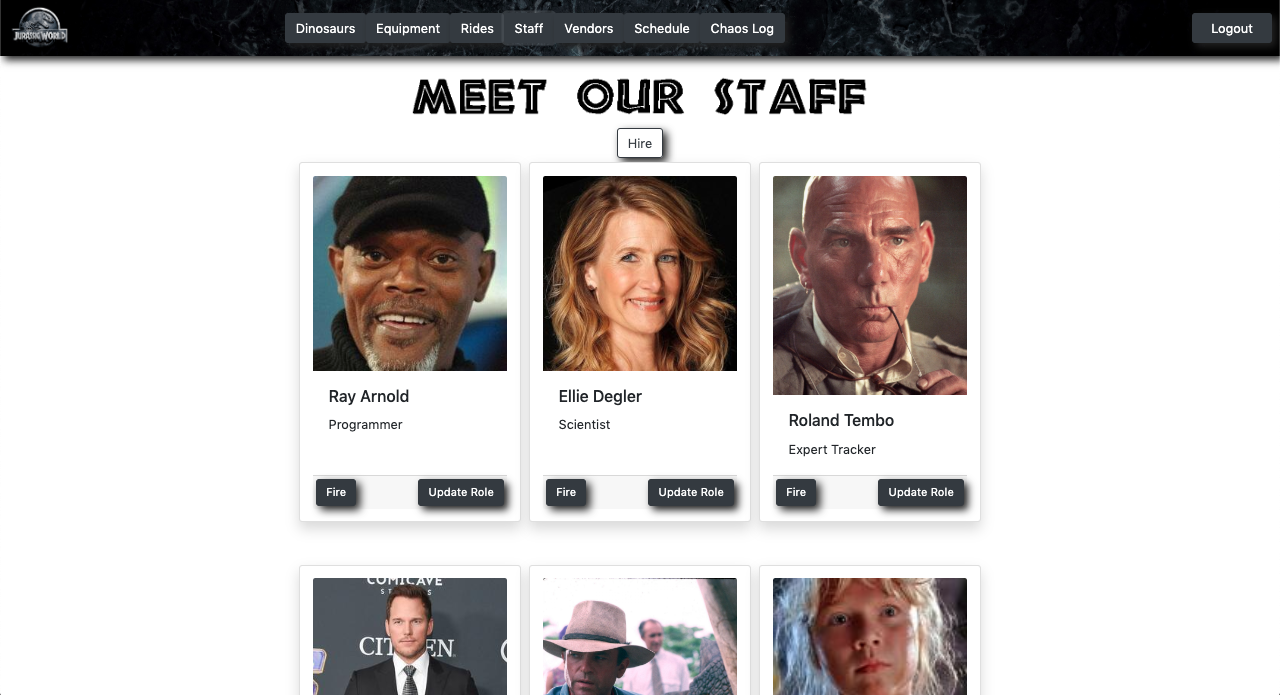 JURASSIC WORLD
Dinosaurs Equipment Rides Staff Vendors Schedule Chaos Log
Logout
MEET OUR STAFF
Hire
Ray Arnold
Programmer
Fire Update Role
Ellie Degler
Scientist
Fire Update Role
Roland Tembo
Expert Tracker
Fire Update Role
COMICAVE
STUDIOS
CITIZEN